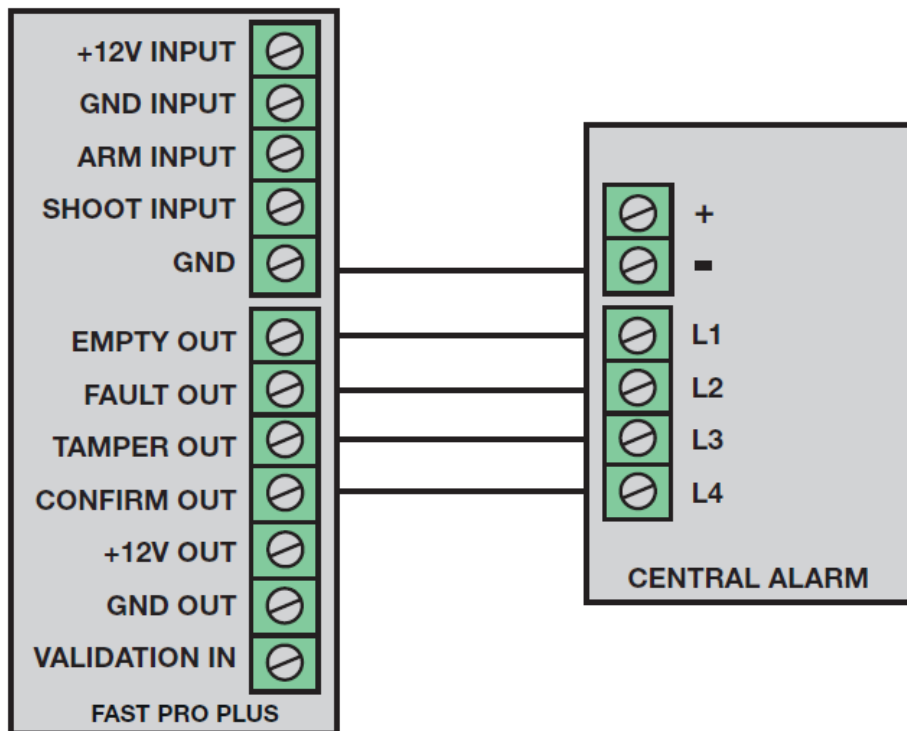 +12V INPUT
GND INPUT
ARM INPUT
SHOOT INPUT
GND
EMPTY OUT
FAULT OUT
TAMPER OUT
CONFIRM OUT
+12V OUT
GND OUT
VALIDATION IN
FAST PRO PLUS
+
-
L1
L2
L3
L4
CENTRAL ALARM